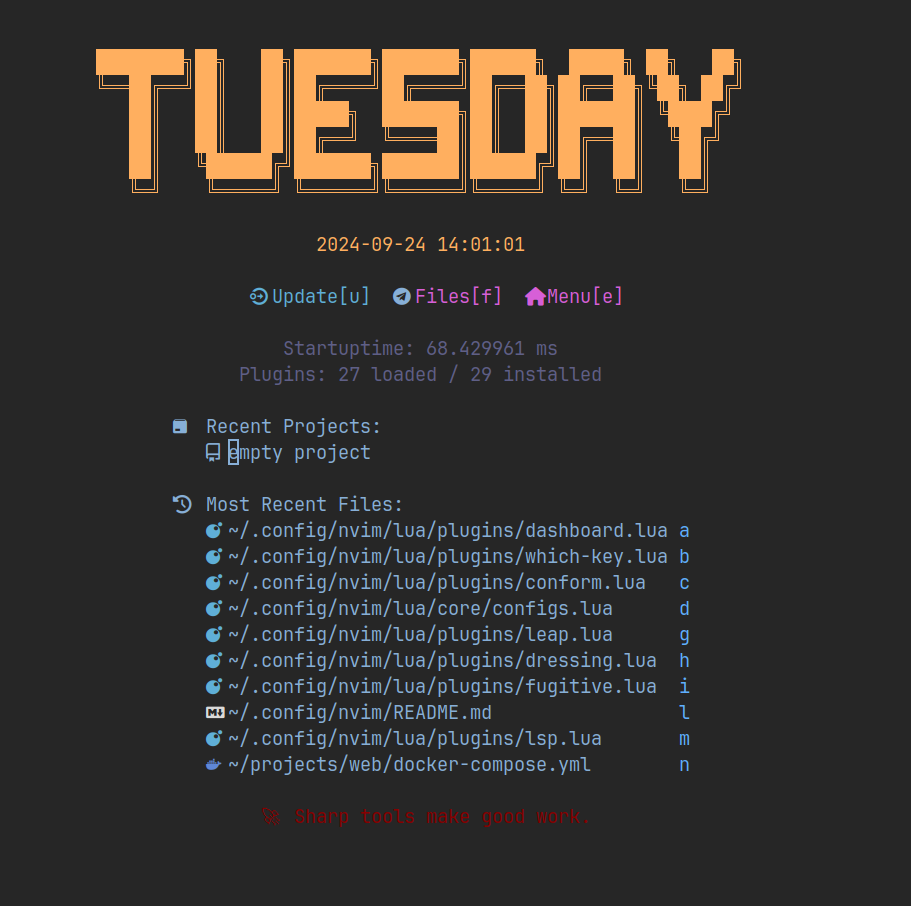 TUESDAY
2024-09-24 14:01:01
Update[u] Files[f] Menu[e]
Startuptime: 68.429961 ms
Plugins: 27 loaded / 29 installed
Recent Projects:
empty project
Most Recent Files:
~/.config/nvim/lua/plugins/dashboard.lua a
~/.config/nvim/lua/plugins/which-key.lua b
~/.config/nvim/lua/plugins/conform.lua c
~/.config/nvim/lua/core/configs.lua d
~/.config/nvim/lua/plugins/leap.lua g
~/.config/nvim/lua/plugins/dressing.lua h
~/.config/nvim/lua/plugins/fugitive.lua i
~/.config/nvim/README.md l
~/.config/nvim/lua/plugins/lsp.lua m
~/projects/web/docker-compose.yml n
Sharp tools make good work.